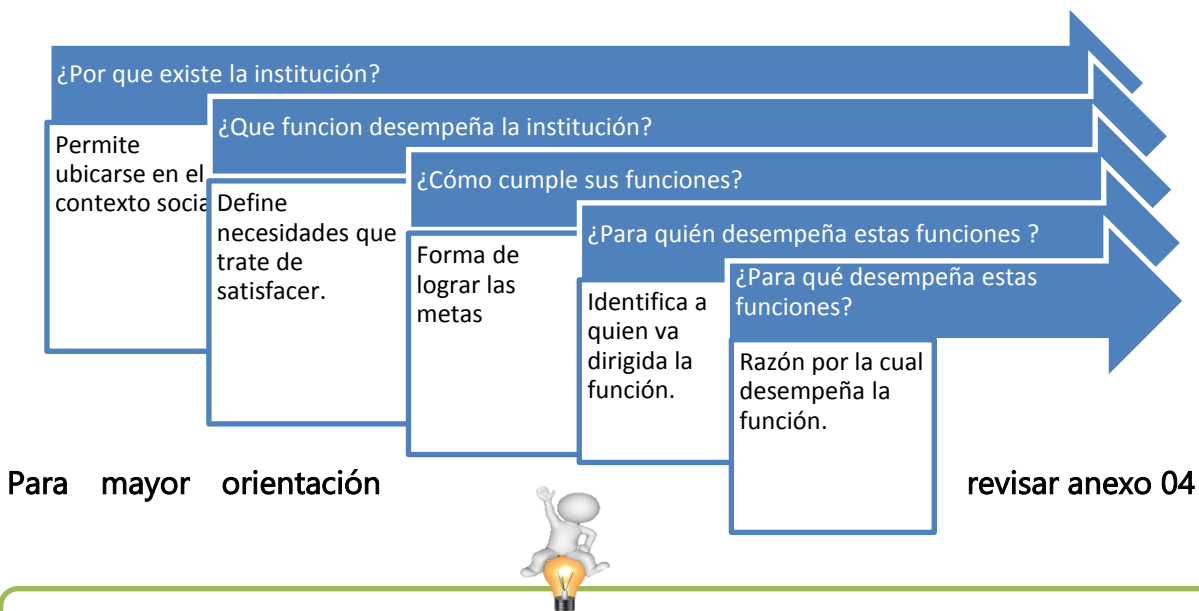 ¿Por que existe la institución?
Permite
ubicarse en el
contexto socia
¿Que funcion desempeña la institución?
Define
necesidades que
trate de
satisfacer.
¿Cómo cumple sus funciones?
Forma de
lograr las
metas
¿Para quién desempeña estas funciones ?
Identifica a
quien va
dirigida la
función.
¿Para qué desempeña estas
funciones?
Razón por la cual
desempeña la
función.
Para mayor orientación revisar anexo 04